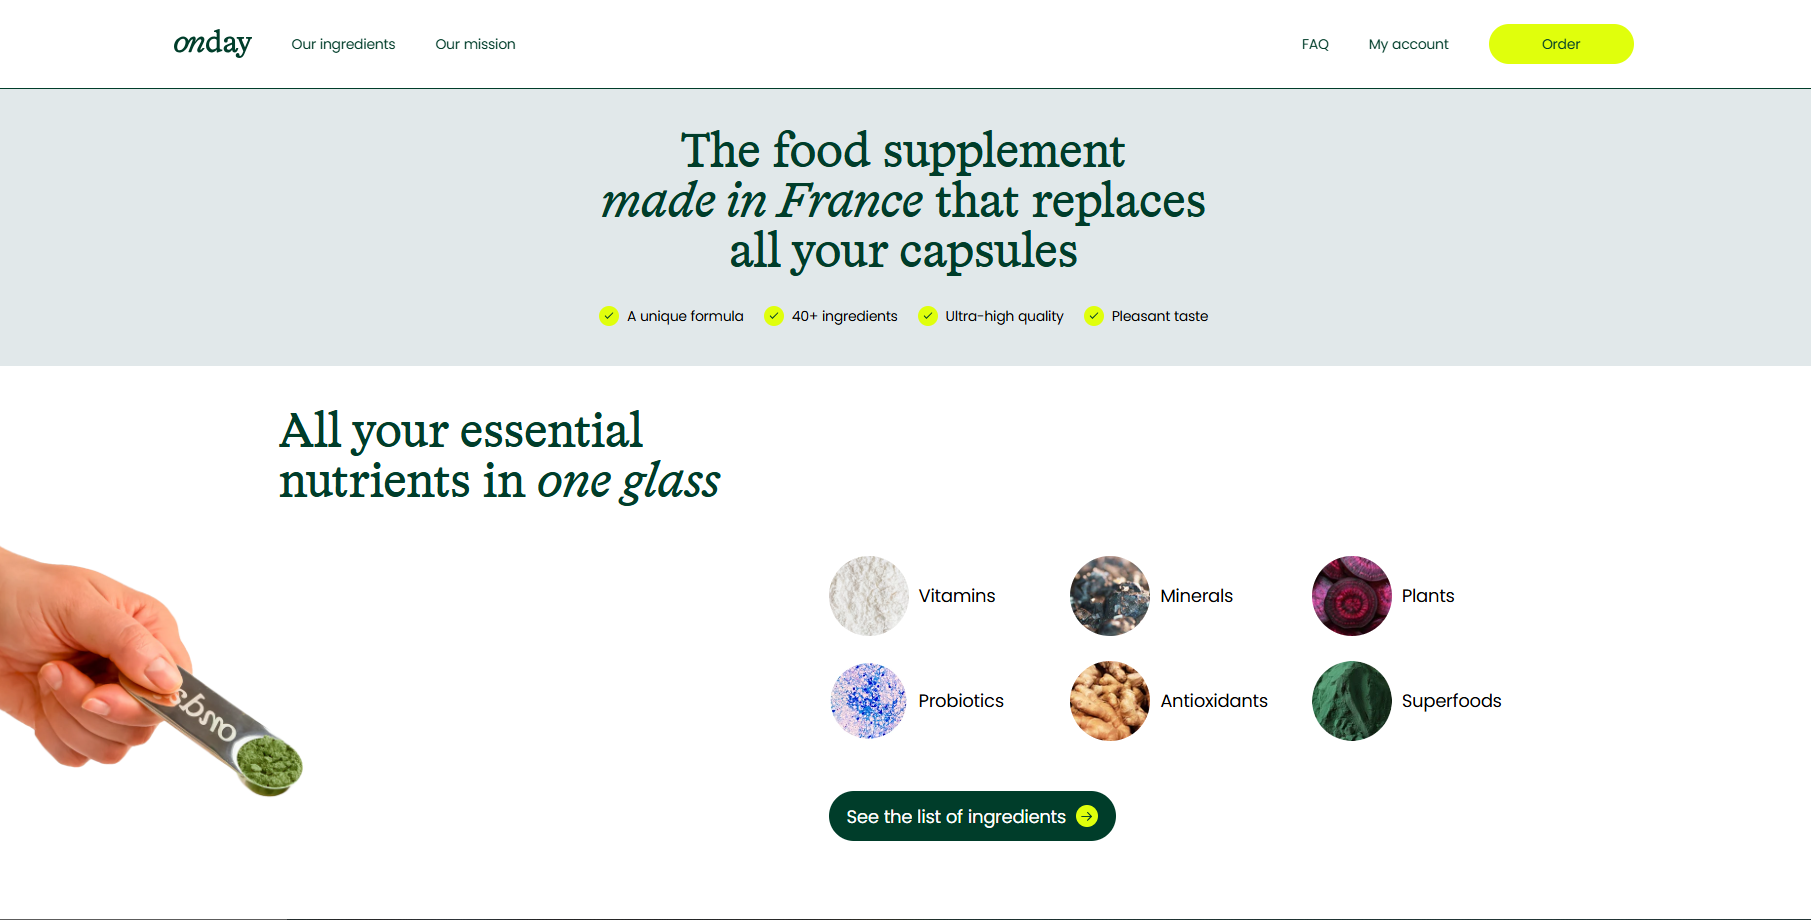 onday
Our ingredients
Our mission
FAQ
My account
Order
The food supplement
made in France that replaces
all your capsules
A unique formula
40+ ingredients
Ultra-high quality
Pleasant taste
All your essential
nutrients in one glass
Vitamins
Minerals
Plants
Probiotics
Antioxidants
Superfoods
See the list of ingredients